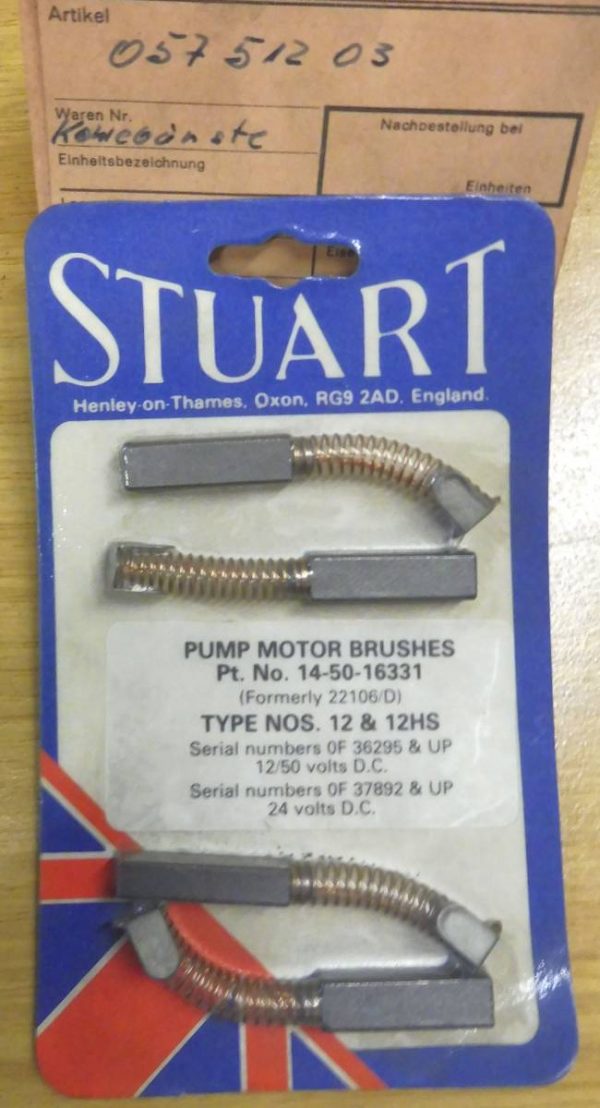 Artikel
057 512 03
Waren Nr.
Nachbestellung bei
Einheitsbezeichnung
Einheiten
STUART
Henley-on-Thames, Oxon, RG9 2AD, England.
PUMP MOTOR BRUSHES
Pt. No. 14-50-16331
(Formerly 22106/D)
TYPE NOS. 12 & 12HS
Serial numbers 0F 36295 & UP
12/50 volts D.C.
Serial numbers 0F 37892 & UP
24 volts D.C.